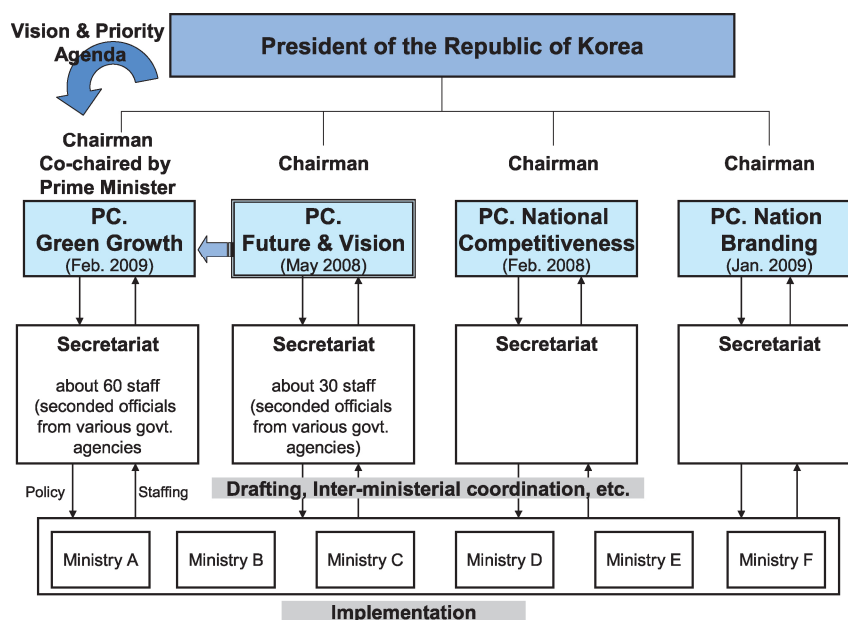 Vision & Priority
Agenda
President of the Republic of Korea
Chairman
Co-chaired by
Prime Minister
Chairman
Chairman
Chairman
PC.
Green Growth
(Feb. 2009)
PC.
Future & Vision
(May 2008)
PC. National
Competitiveness
(Feb. 2008)
PC. Nation
Branding
(Jan. 2009)
Secretariat
about 60 staff
(seconded officials
from various govt.
agencies
Secretariat
about 30 staff
(seconded officials
from various govt.
agencies)
Secretariat
Secretariat
Policy
Staffing
Drafting, Inter-ministerial coordination, etc.
Ministry A
Ministry B
Ministry C
Ministry D
Ministry E
Ministry F
Implementation